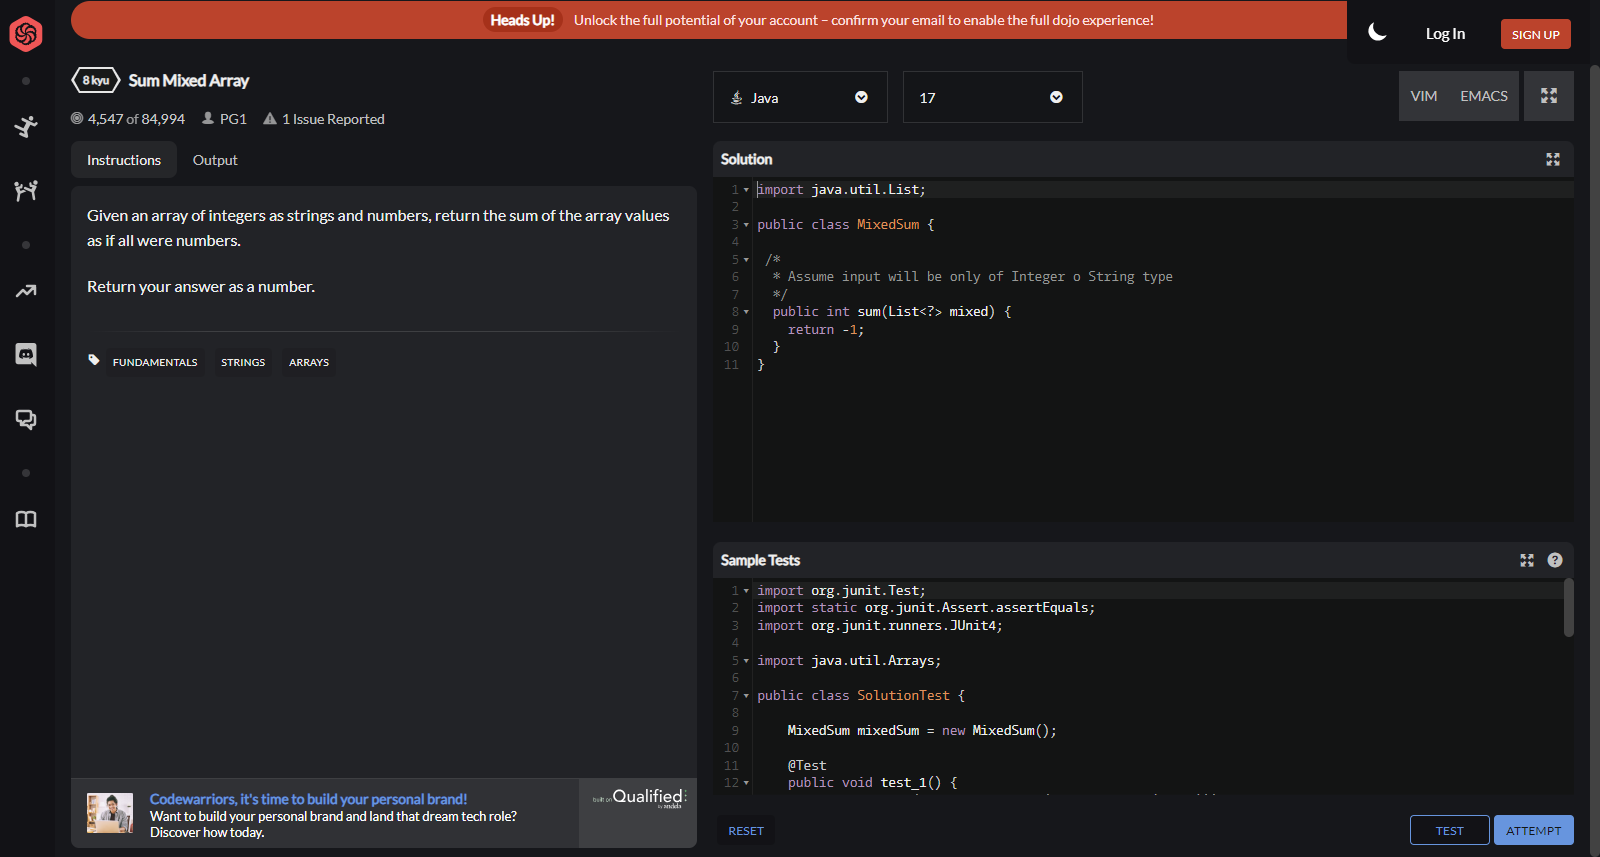 Heads Up! Unlock the full potential of your account – confirm your email to enable the full dojo experience!
Log In
SIGN UP
8 kyu Sum Mixed Array
4,547 of 84,994 PG1 1 Issue Reported
Instructions Output
Given an array of integers as strings and numbers, return the sum of the array values
as if all were numbers.
Return your answer as a number.
FUNDAMENTALS STRINGS ARRAYS
Codewarriors, it's time to build your personal brand!
Want to build your personal brand and land that dream tech role?
Discover how today.
built on Qualified
by andela
Java
17
VIM EMACS
Solution
1 import java.util.List;
2
3 public class MixedSum {
4
5 /*
6 * Assume input will be only of Integer o String type
7 */
8 public int sum(List<?> mixed) {
9 return -1;
10 }
11 }
Sample Tests
1 import org.junit.Test;
2 import static org.junit.Assert.assertEquals;
3 import org.junit.runners.JUnit4;
4
5 import java.util.Arrays;
6
7 public class SolutionTest {
8
9 MixedSum mixedSum = new MixedSum();
10
11 @Test
12 public void test_1() {
RESET
TEST
ATTEMPT